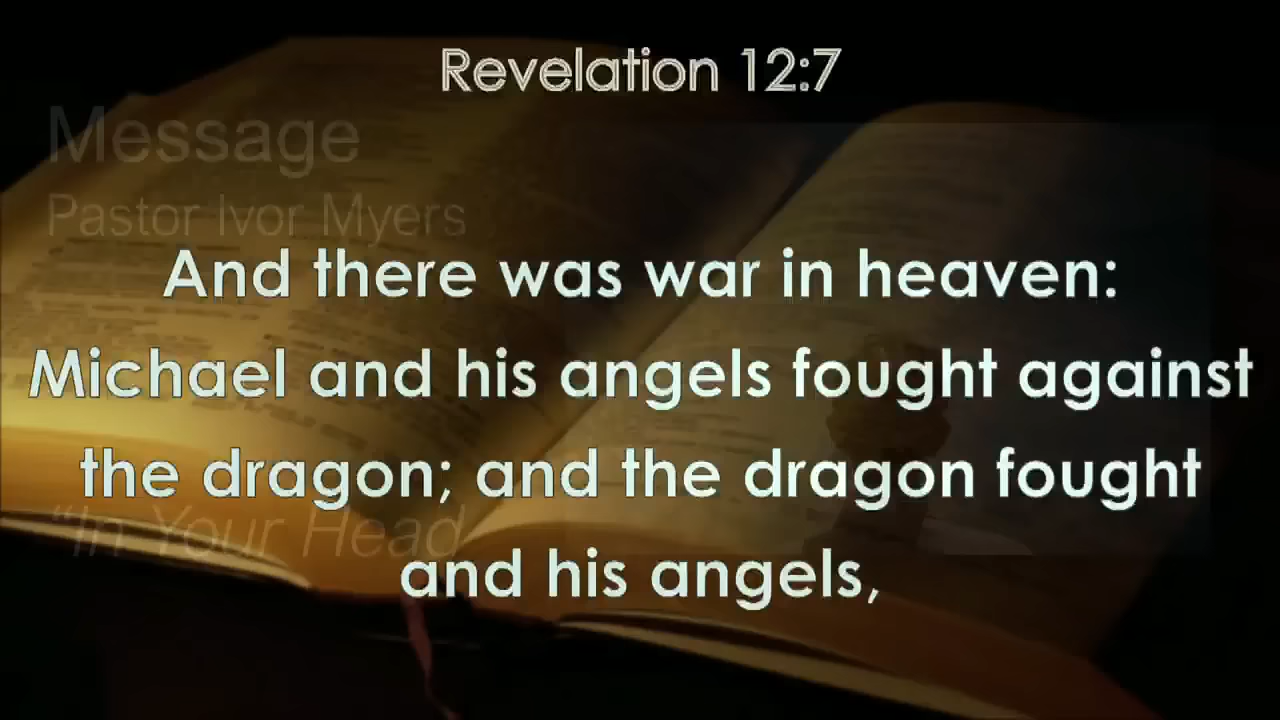 Revelation 12:7
Message
Pastor Ivor Myers
And there was war in heaven:
Michael and his angels fought against
the dragon; and the dragon fought
"In Your Head
and his angels,